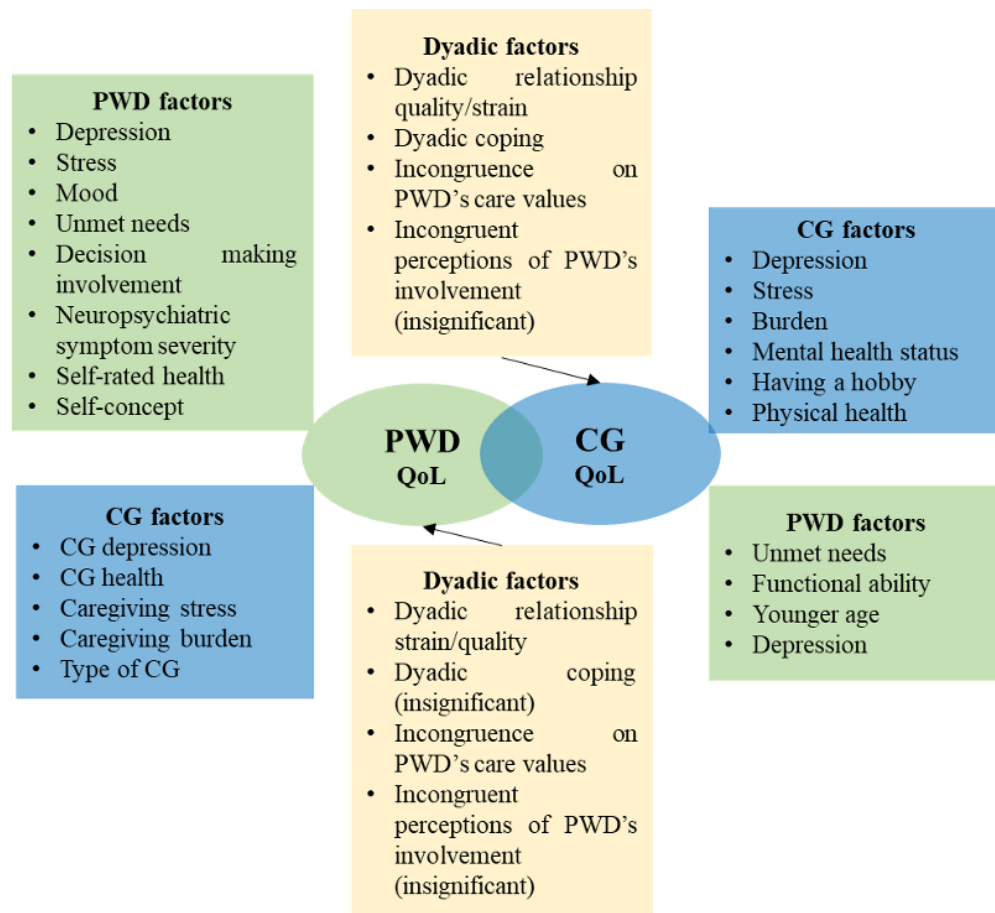 PWD factors
• Depression
• Stress
• Mood
• Unmet needs
• Decision making
involvement
• Neuropsychiatric
symptom severity
• Self-rated health
• Self-concept
Dyadic factors
• Dyadic relationship
quality/strain
• Dyadic coping
• Incongruence on
PWD's care values
• Incongruent
perceptions of PWD's
involvement
(insignificant)
CG factors
• Depression
• Stress
• Burden
• Mental health status
• Having a hobby
• Physical health
PWD
QoL
CG
QoL
CG factors
• CG depression
• CG health
• Caregiving stress
• Caregiving burden
• Type of CG
Dyadic factors
• Dyadic relationship
strain/quality
• Dyadic coping
(insignificant)
• Incongruence on
PWD's care values
• Incongruent
perceptions of PWD's
involvement
(insignificant)
PWD factors
• Unmet needs
• Functional ability
• Younger age
• Depression